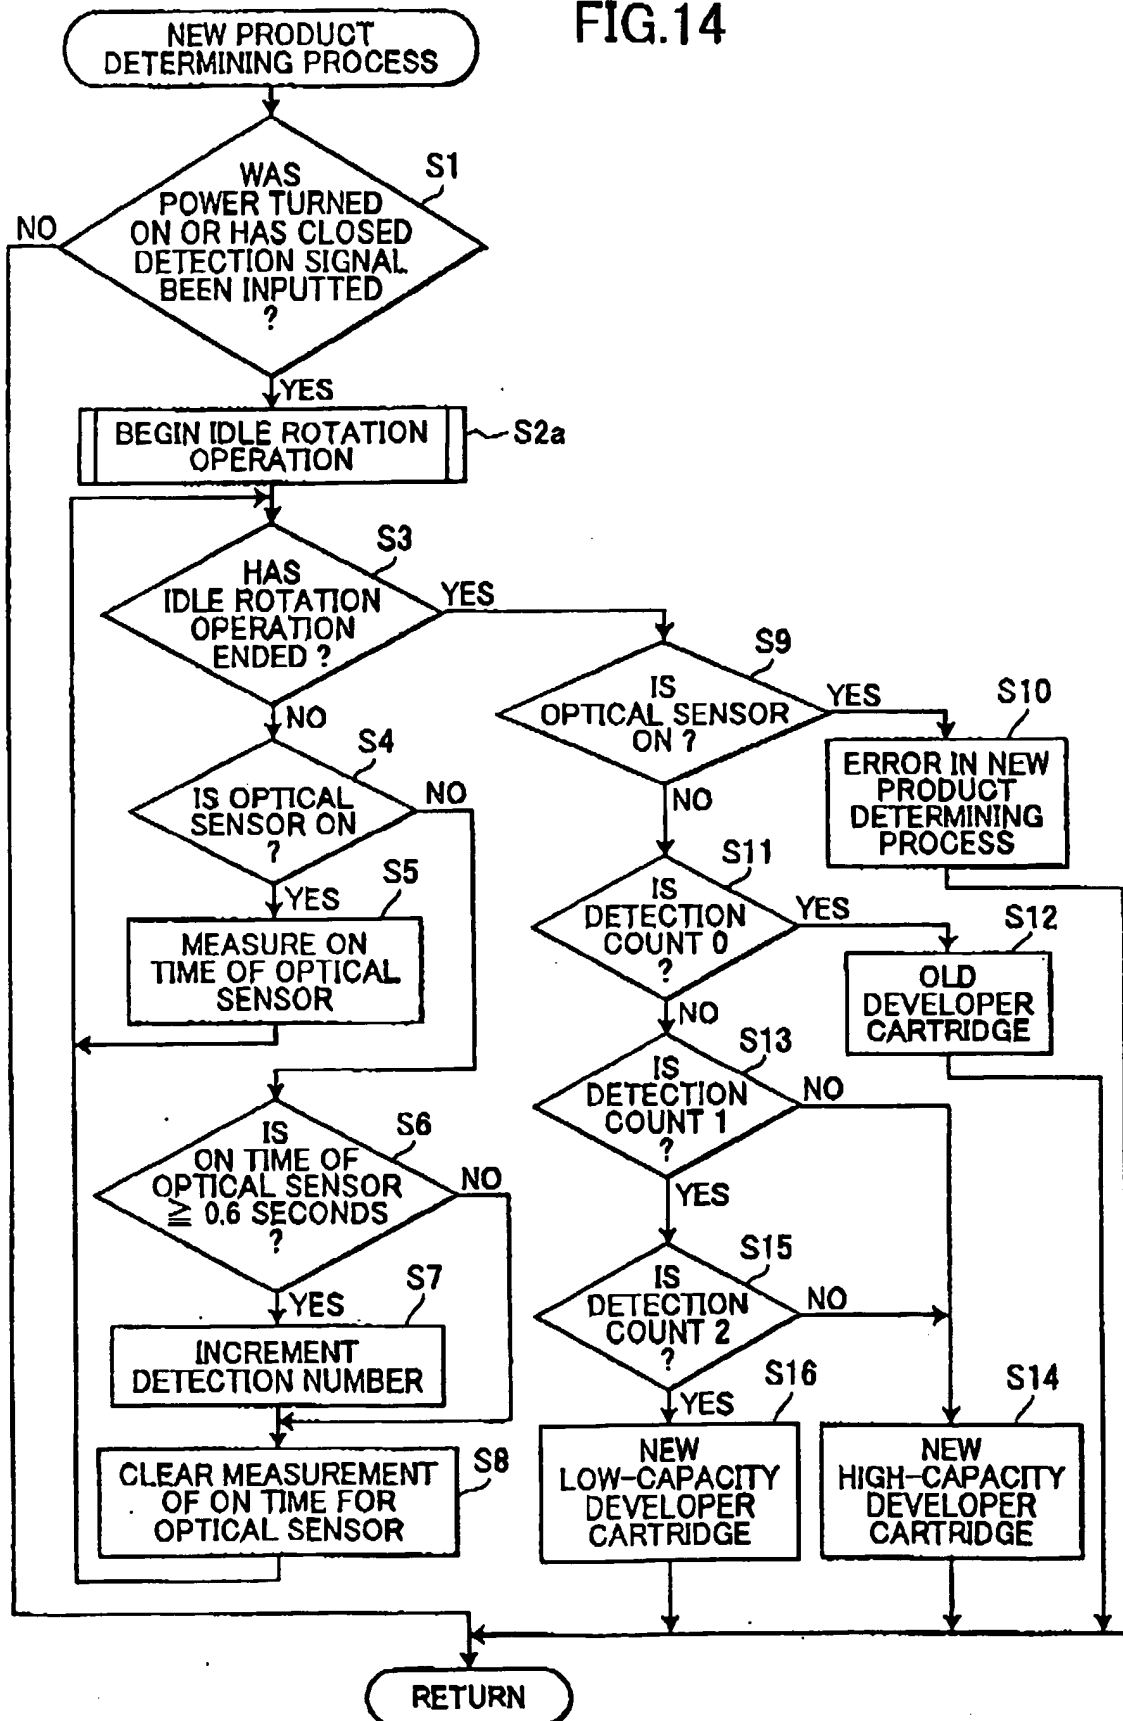 FIG.14
NEW PRODUCT
DETERMINING PROCESS
S1
WAS
POWER TURNED
ON OR HAS CLOSED
DETECTION SIGNAL
BEEN INPUTTED
?
NO
YES
BEGIN IDLE ROTATION
OPERATION
S2a
S3
HAS
IDLE ROTATION
OPERATION
ENDED ?
YES
NO
S4
IS OPTICAL
SENSOR ON
?
NO
YES
S5
MEASURE ON
TIME OF OPTICAL
SENSOR
S6
IS
ON TIME OF
OPTICAL SENSOR
≧ 0.6 SECONDS
?
NO
YES
S7
INCREMENT
DETECTION NUMBER
S8
CLEAR MEASUREMENT
OF ON TIME FOR
OPTICAL SENSOR
S9
IS
OPTICAL SENSOR
ON ?
YES
NO
S10
ERROR IN NEW
PRODUCT
DETERMINING
PROCESS
S11
IS
DETECTION
COUNT 0
?
YES
NO
S12
OLD
DEVELOPER
CARTRIDGE
S13
IS
DETECTION
COUNT 1
?
NO
YES
S15
IS
DETECTION
COUNT 2
?
NO
YES
S16
NEW
LOW-CAPACITY
DEVELOPER
CARTRIDGE
S14
NEW
HIGH-CAPACITY
DEVELOPER
CARTRIDGE
RETURN